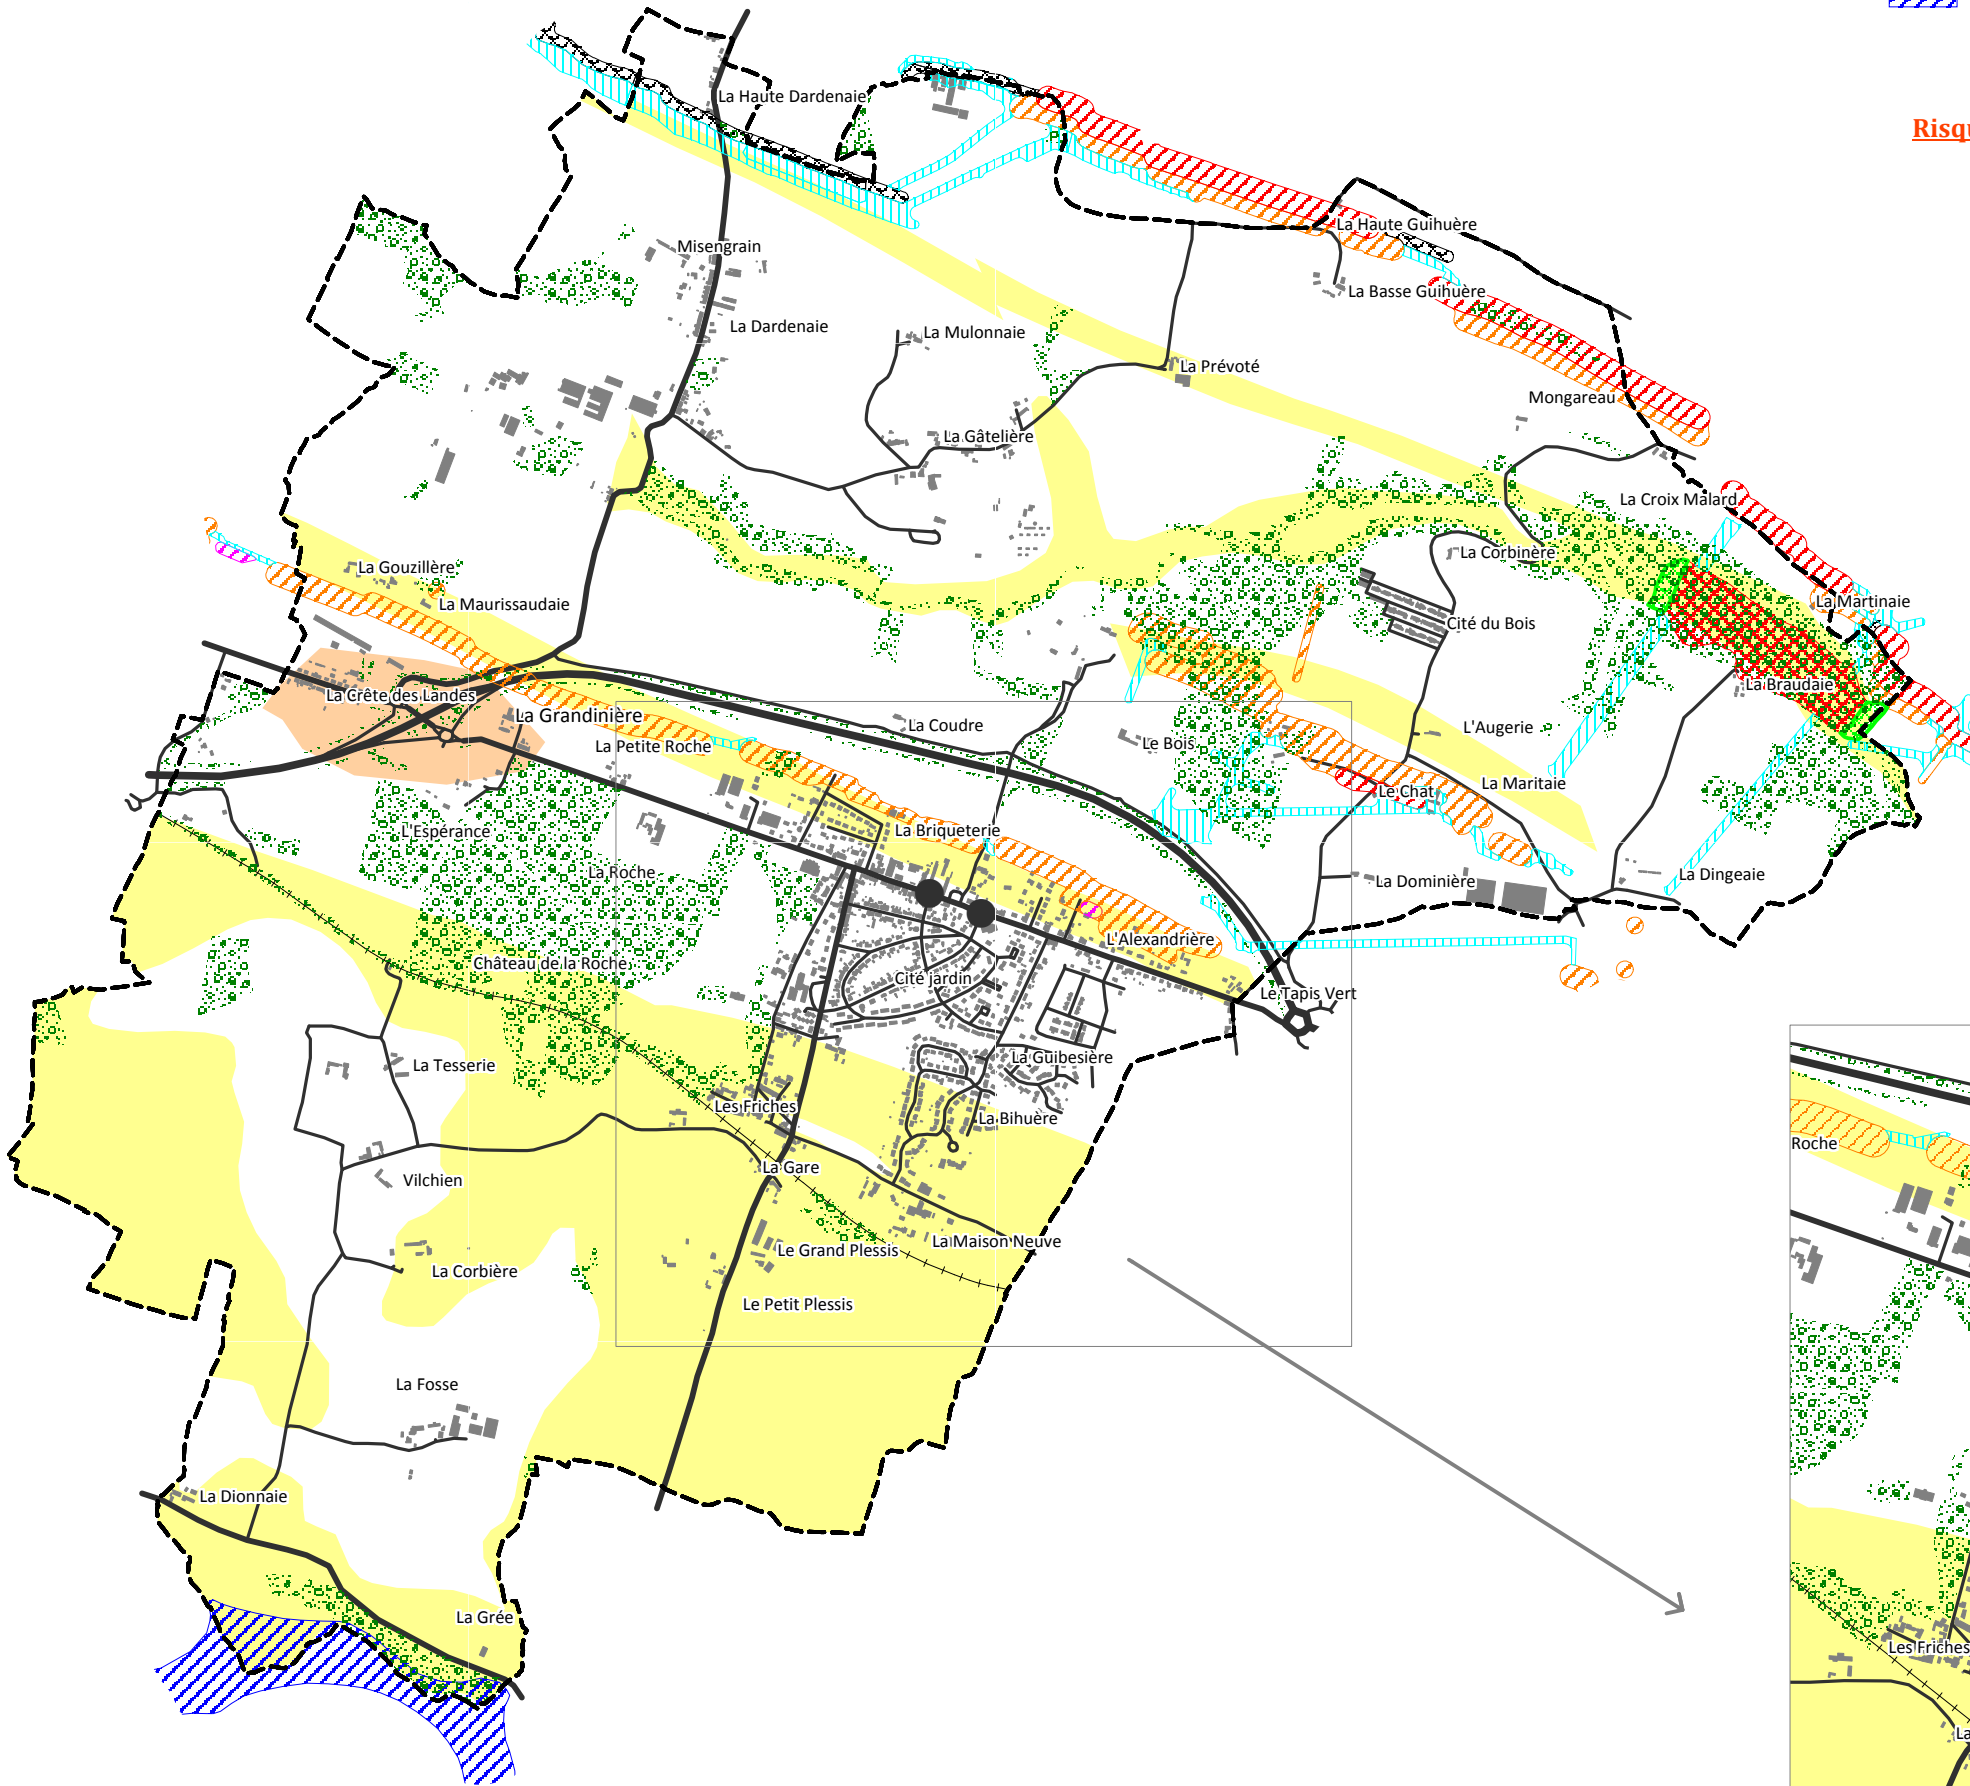 La Haute Dardenaie
Risqu
La Haute Guihuère
Misengrain
La Basse Guihuère
La Dardenaie
La Mulonnaie
La Prévoté
Mongareau
La Gâtelière
La Croix Malard
La Corbinère
La Gouzillère
La Maurissaudaie
La Martinaie
Cité du Bois
La Braudaie
La Crête des Landes
La Grandinière
La Coudre
L'Augerie
La Petite Roche
Le Bois
La Maritaie
Le Chat
L'Espérance
La Briqueterie
La Roche
La Dominière
La Dingeaie
L'Alexandrière
Château de la Roche
Cité jardin
Le Tapis Vert
La Guibesière
La Tesserie
Les Friches
La Bihuère
Roche
La Gare
Vilchien
La Maison Neuve
Le Grand Plessis
La Corbière
Le Petit Plessis
La Fosse
La Dionnaie
La Grée
Les Friches
La